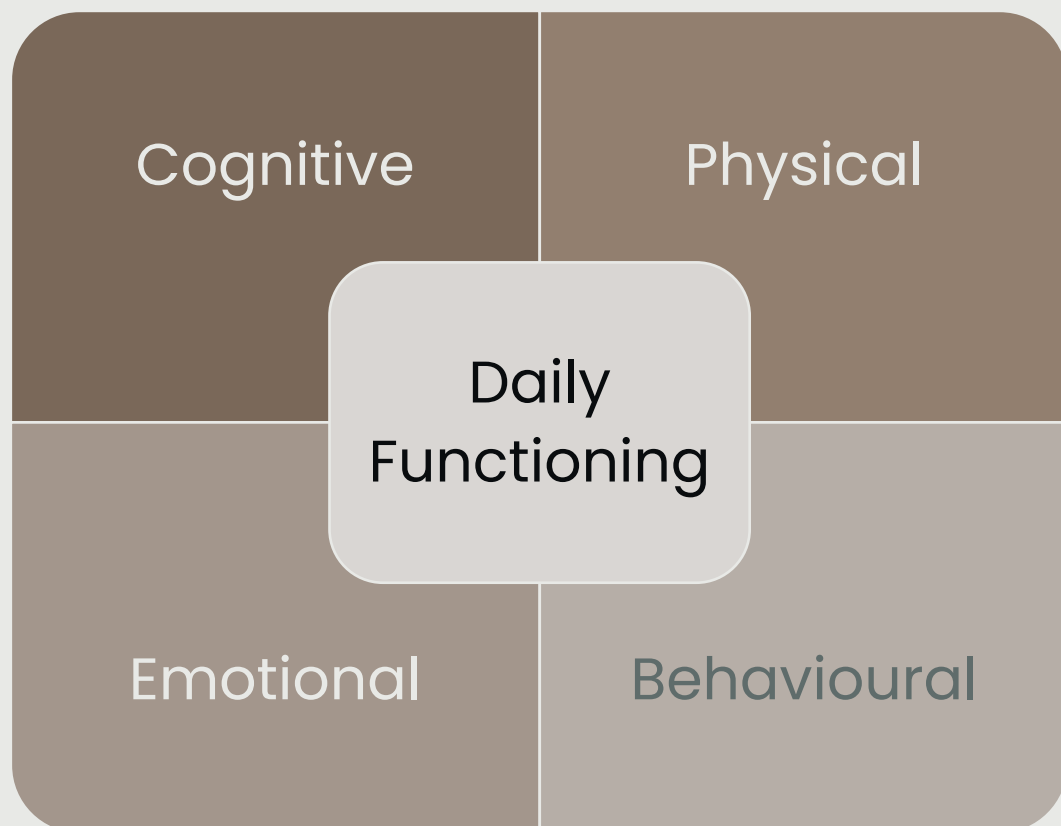 Cognitive
Physical
Daily
Functioning
Emotional
Behavioural